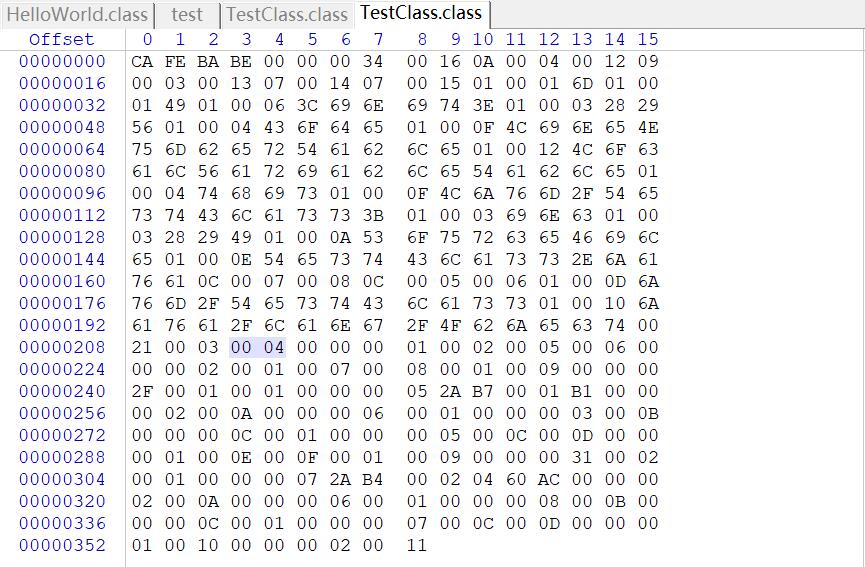 HelloWorld.class test TestClass.class TestClass.class
Offset 0 1 2 3 4 5 6 7 8 9 10 11 12 13 14 15
00000000 CA FE BA BE 00 00 00 34 00 16 0A 00 04 00 12 09
00000016 00 03 00 13 07 00 14 07 00 15 01 00 01 6D 01 00
00000032 01 49 01 00 06 3C 69 6E 69 74 3E 01 00 03 28 29
00000048 56 01 00 04 43 6F 64 65 01 00 0F 4C 69 6E 65 4E
00000064 75 6D 62 65 72 54 61 62 6C 65 01 00 12 4C 6F 63
00000080 61 6C 56 61 72 69 61 62 6C 65 54 61 62 6C 65 01
00000096 00 04 74 68 69 73 01 00 0F 4C 6A 76 6D 2F 54 65
00000112 73 74 43 6C 61 73 73 3B 01 00 03 69 6E 63 01 00
00000128 03 28 29 49 01 00 0A 53 6F 75 72 63 65 46 69 6C
00000144 65 01 00 0E 54 65 73 74 43 6C 61 73 73 2E 6A 61
00000160 76 61 0C 00 07 00 08 0C 00 05 00 06 01 00 0D 6A
00000176 76 6D 2F 54 65 73 74 43 6C 61 73 73 01 00 10 6A
00000192 61 76 61 2F 6C 61 6E 67 2F 4F 62 6A 65 63 74 00
00000208 21 00 03 00 04 00 00 00 01 00 02 00 05 00 06 00
00000224 00 00 02 00 01 00 07 00 08 00 01 00 09 00 00 00
00000240 2F 00 01 00 01 00 00 00 05 2A B7 00 01 B1 00 00
00000256 00 02 00 0A 00 00 00 06 00 01 00 00 00 03 00 0B
00000272 00 00 00 0C 00 01 00 00 00 05 00 0C 00 0D 00 00
00000288 00 01 00 0E 00 0F 00 01 00 09 00 00 00 31 00 02
00000304 00 01 00 00 00 07 2A B4 00 02 04 60 AC 00 00 00
00000320 02 00 0A 00 00 00 06 00 01 00 00 00 08 00 0B 00
00000336 00 00 0C 00 01 00 00 00 07 00 0C 00 0D 00 00 00
00000352 01 00 10 00 00 00 02 00 11